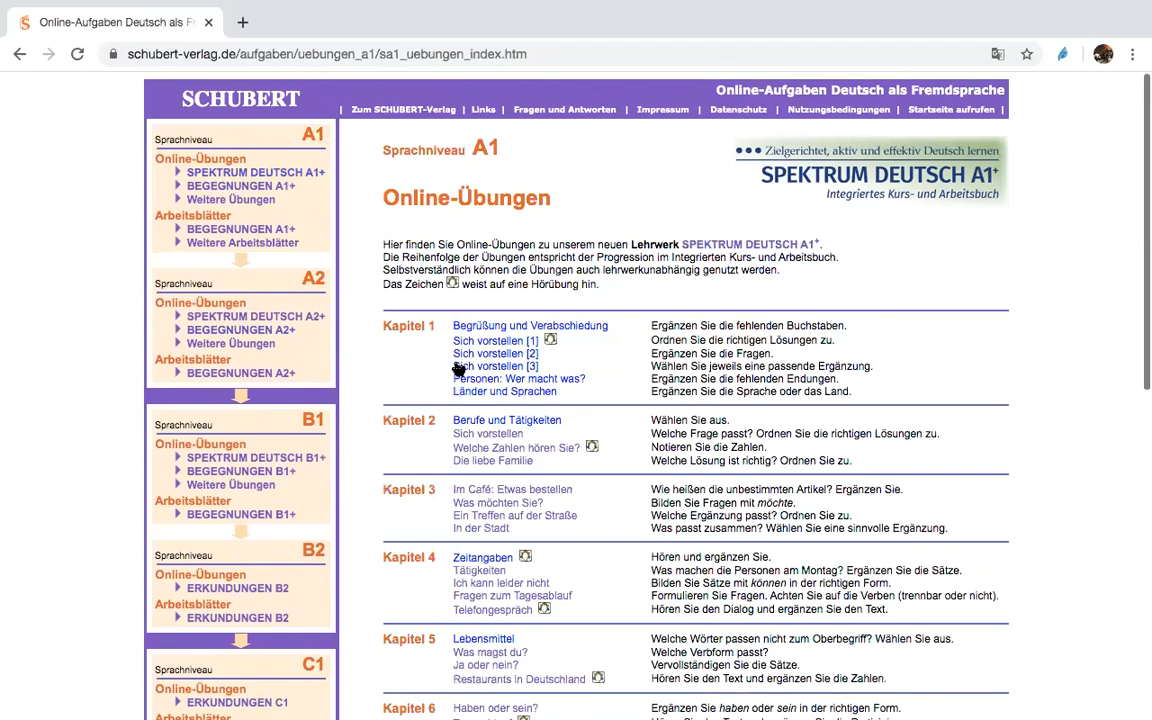 Online-Aufgaben Deutsch als Fr
schubert-verlag.de/aufgaben/uebungen_a1/sa1_uebungen_index.htm
SCHUBERT
Online-Aufgaben Deutsch als Fremdsprache
| Zum SCHUBERT-Verlag | Links | Fragen und Antworten | Impressum | Datenschutz | Nutzungsbedingungen | Startseite aufrufen |
Sprachniveau A1
Online-Übungen
SPEKTRUM DEUTSCH A1+
BEGEGNUNGEN A1+
Weitere Übungen
Arbeitsblätter
BEGEGNUNGEN A1+
Weitere Arbeitsblätter
Sprachniveau A2
Online-Übungen
SPEKTRUM DEUTSCH A2+
BEGEGNUNGEN A2+
Weitere Übungen
Arbeitsblätter
BEGEGNUNGEN A2+
Sprachniveau B1
Online-Übungen
SPEKTRUM DEUTSCH B1+
BEGEGNUNGEN B1+
Weitere Übungen
Arbeitsblätter
BEGEGNUNGEN B1+
Sprachniveau B2
Online-Übungen
ERKUNDUNGEN B2
Arbeitsblätter
ERKUNDUNGEN B2
Sprachniveau C1
Online-Übungen
ERKUNDUNGEN C1
Arbeitsblätter
Sprachniveau A1
Zielgerichtet, aktiv und effektiv Deutsch lernen
SPEKTRUM DEUTSCH A1+
Integriertes Kurs- und Arbeitsbuch
Online-Übungen
Hier finden Sie Online-Übungen zu unserem neuen Lehrwerk SPEKTRUM DEUTSCH A1+.
Die Reihenfolge der Übungen entspricht der Progression im Integrierten Kurs- und Arbeitsbuch.
Selbstverständlich können die Übungen auch lehrwerkunabhängig genutzt werden.
Das Zeichen weist auf eine Hörübung hin.
Kapitel 1 Begrüßung und Verabschiedung Ergänzen Sie die fehlenden Buchstaben.
Sich vorstellen [1] Ordnen Sie die richtigen Lösungen zu.
Sich vorstellen [2] Ergänzen Sie die Fragen.
Sich vorstellen [3] Wählen Sie jeweils eine passende Ergänzung.
Personen: Wer macht was? Ergänzen Sie die fehlenden Endungen.
Länder und Sprachen Ergänzen Sie die Sprache oder das Land.
Kapitel 2 Berufe und Tätigkeiten Wählen Sie aus.
Sich vorstellen Welche Frage passt? Ordnen Sie die richtigen Lösungen zu.
Welche Zahlen hören Sie? Notieren Sie die Zahlen.
Die liebe Familie Welche Lösung ist richtig? Ordnen Sie zu.
Kapitel 3 Im Café: Etwas bestellen Wie heißen die unbestimmten Artikel? Ergänzen Sie.
Was möchten Sie? Bilden Sie Fragen mit möchte.
Ein Treffen auf der Straße Welche Ergänzung passt? Ordnen Sie zu.
In der Stadt Was passt zusammen? Wählen Sie eine sinnvolle Ergänzung.
Kapitel 4 Zeitangaben Hören und ergänzen Sie.
Tätigkeiten Was machen die Personen am Montag? Ergänzen Sie die Sätze.
Ich kann leider nicht Bilden Sie Sätze mit können in der richtigen Form.
Fragen zum Tagesablauf Formulieren Sie Fragen. Achten Sie auf die Verben (trennbar oder nicht).
Telefongespräch Hören Sie den Dialog und ergänzen Sie den Text.
Kapitel 5 Lebensmittel Welche Wörter passen nicht zum Oberbegriff? Wählen Sie aus.
Was magst du? Welche Verbform passt?
Ja oder nein? Vervollständigen Sie die Sätze.
Restaurants in Deutschland Hören Sie den Text und ergänzen Sie die Zahlen.
Kapitel 6 Haben oder sein? Ergänzen Sie haben oder sein in der richtigen Form.